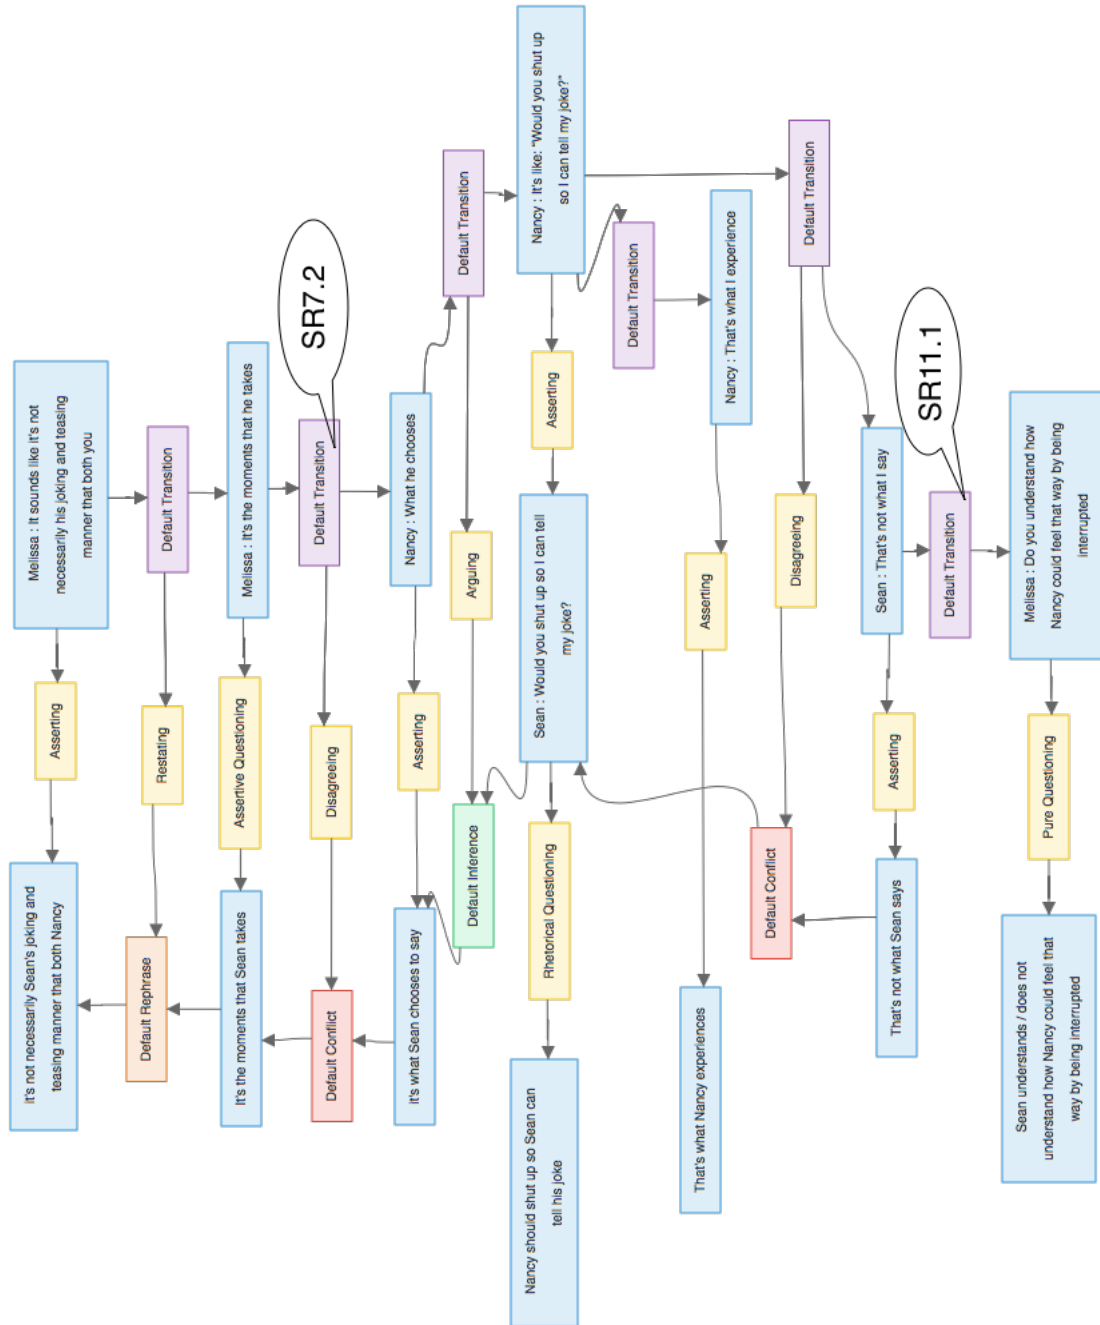 it's not necessarily Sean's joking and
teasing manner that both Nancy
Asserting
Melissa : It sounds like it's not
necessarily his joking and teasing
manner that both you
Default Rephrase
Restating
Default Transition
It's the moments that Sean takes
Assertive Questioning
Melissa : It's the moments that he takes
Default Conflict
Disagreeing
Default Transition
SR7.2
it's what Sean chooses to say
Asserting
Nancy : What he chooses
Default Inference
Arguing
Default Transition
Nancy should shut up so Sean can
tell his joke
Rhetorical Questioning
Sean : Would you shut up so I can tell
my joke?
Asserting
Nancy : It's like: "Would you shut up
so I can tell my joke?"
Default Transition
That's what Nancy experiences
Asserting
Nancy : That's what I experience
Default Conflict
Disagreeing
Default Transition
That's not what Sean says
Asserting
Sean : That's not what I say
Default Transition
SR11.1
Sean understands / does not
understand how Nancy could feel that
way by being interrupted
Pure Questioning
Melissa : Do you understand how
Nancy could feel that way by being
interrupted